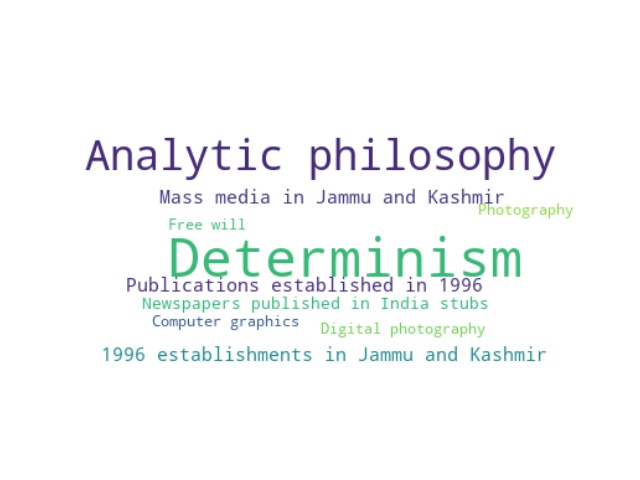 Analytic philosophy
Mass media in Jammu and Kashmir
Photography
Free will
Determinism
Publications established in 1996
Newspapers published in India stubs
Computer graphics
Digital photography
1996 establishments in Jammu and Kashmir